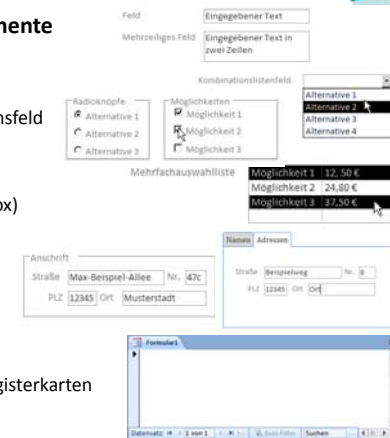 mente
Feld Eingegebener Text
Mehrzeiliges Feld Eingegebener Text in
zwei Zeilen
Kombinationslistenfeld
nsfeld
Radioknöpfe
Alternative 1
Alternative 2
Alternative 3
Möglichkeiten
Möglichkeit 1
Möglichkeit 2
Möglichkeit 3
Alternative 1
Alternative 2
Alternative 3
Alternative 4
Mehrfachauswahlliste
Möglichkeit 1 12,50 €
Möglichkeit 2 24,80 €
Möglichkeit 3 37,50 €
ox)
Anschrift
Straße Max-Beispiel-Allee Nr. 47c
PLZ 12345 Ort Musterstadt
Namen Adressen
Straße Beispielweg Nr. 8
PLZ 12345 Ort Ort
gisterkarten
Formular1
Datensatz: 1 von 1 Kein Filter Suchen